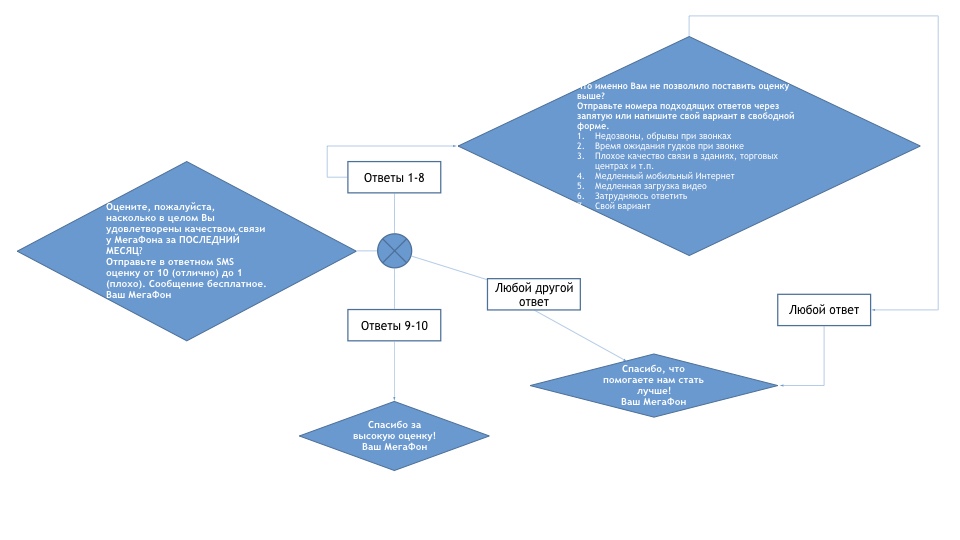 Что именно Вам не позволило поставить оценку
выше?
Отправьте номера подходящих ответов через
запятую или напишите свой вариант в свободной
форме.
1. Недозвоны, обрывы при звонках
2. Время ожидания гудков при звонке
3. Плохое качество связи в зданиях, торговых
центрах и т.п.
4. Медленный мобильный Интернет
5. Медленная загрузка видео
6. Затрудняюсь ответить
7. Свой вариант
Ответы 1-8
Оцените, пожалуйста,
насколько в целом Вы
удовлетворены качеством связи
у МегаФона за ПОСЛЕДНИЙ
МЕСЯЦ?
Отправьте в ответном SMS
оценку от 10 (отлично) до 1
(плохо). Сообщение бесплатное.
Ваш МегаФон
Любой другой
ответ
Любой ответ
Ответы 9-10
Спасибо, что
помогаете нам стать
лучше!
Ваш МегаФон
Спасибо за
высокую оценку!
Ваш МегаФон